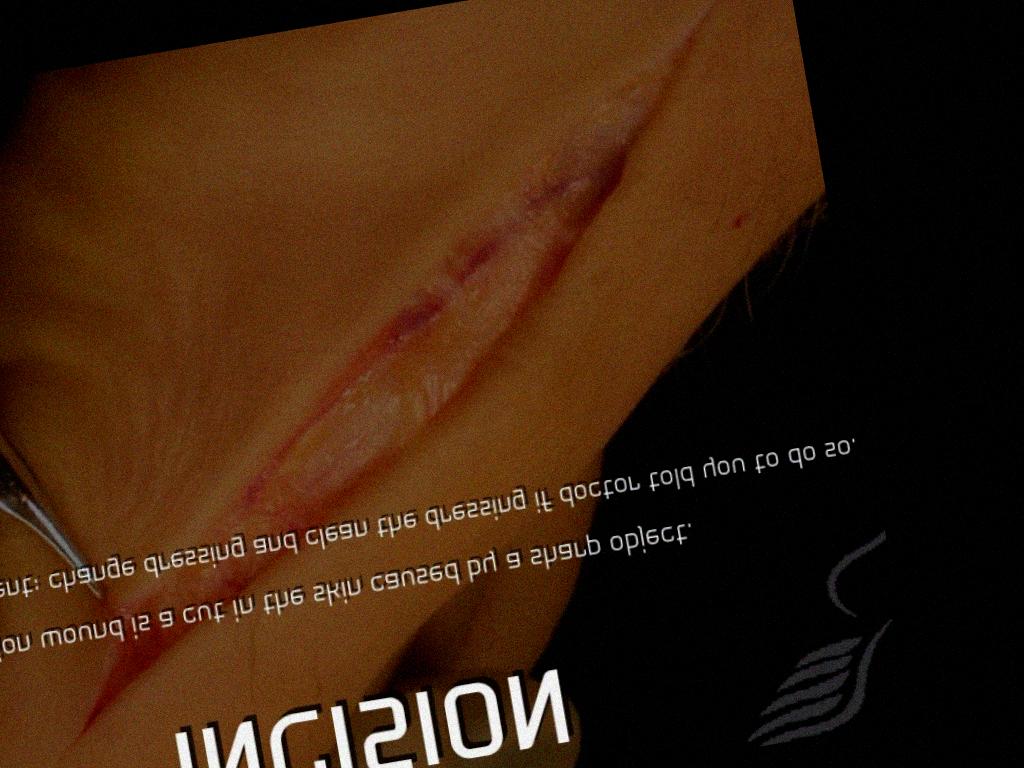 INCISION
ion wound is a cut in the skin caused by a sharp object.
ent: change dressing and clean the dressing if doctor told you to do so.